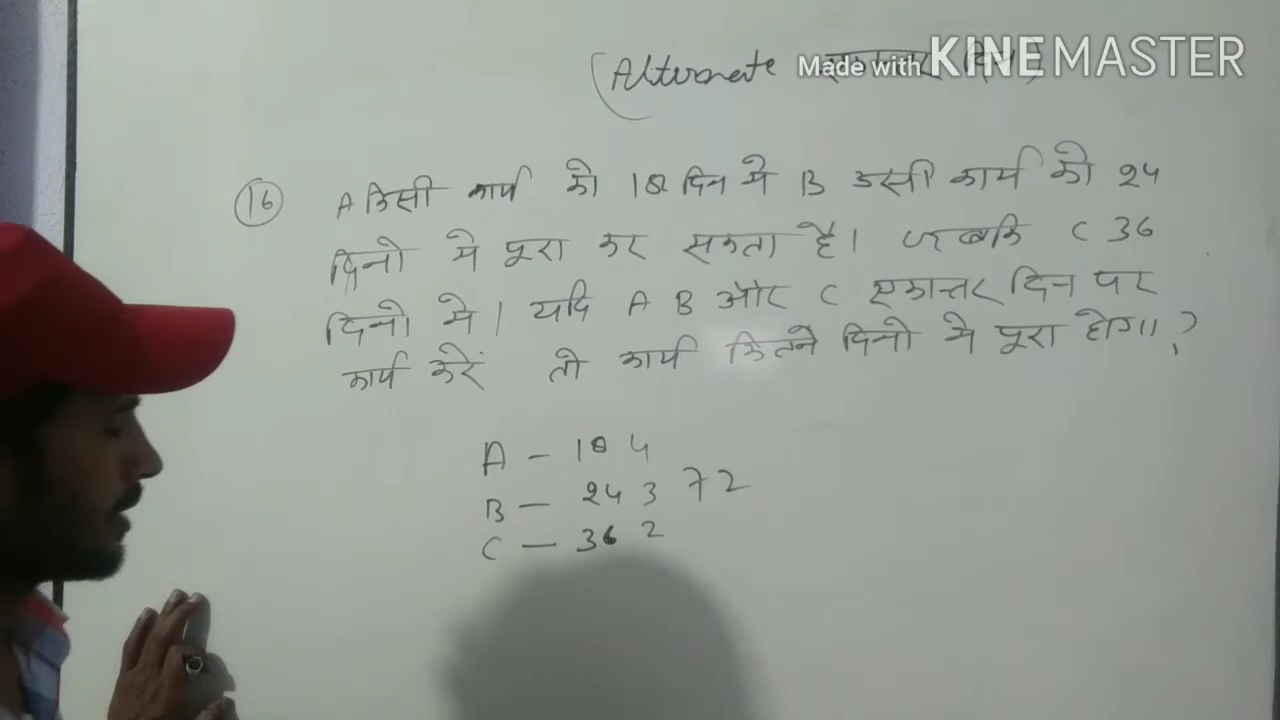 (Alternate
Made with KINEMASTER
16 A किसी कार्य को 18 दिन मे B उसी कार्य को 24
दिनो मे पूरा कर सकता है। जबकि C 36
दिनो मे। यदि A B और C एकान्तर दिन पर
कार्य करें तो कार्य कितने दिनो मे पूरा होगा?
A - 18 4
B - 24 3 72
C - 36 2